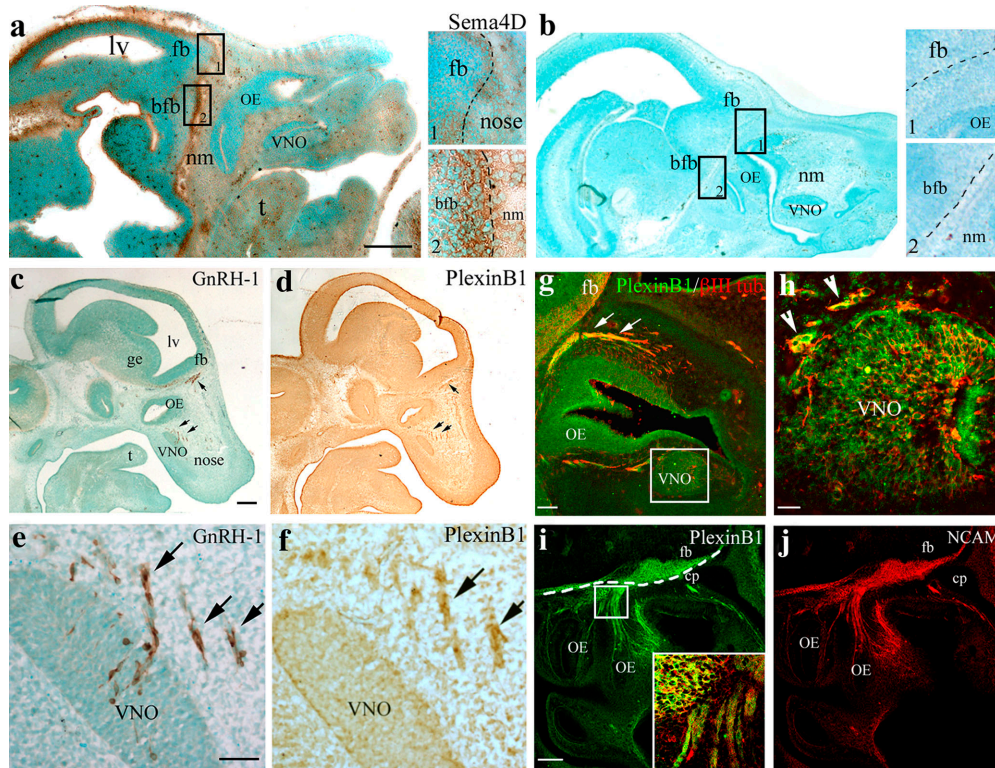 a
Sema4D
lv
fb
1
bfb
2
OE
VNO
nm
t
fb
nose
1
bfb
nm
2
b
fb
1
bfb
2
OE
nm
VNO
fb
OE
1
bfb
nm
2
c
GnRH-1
lv
fb
ge
OE
VNO
nose
t
d
PlexinB1
g
PlexinB1/βIII tub
fb
OE
VNO
h
VNO
e
GnRH-1
VNO
f
PlexinB1
VNO
i
PlexinB1
fb
cp
OE
OE
j
NCAM
fb
cp
OE
OE